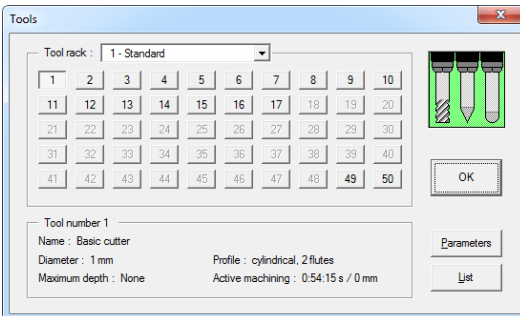 Tools
Tool rack : 1 - Standard
1 2 3 4 5 6 7 8 9 10
11 12 13 14 15 16 17 18 19 20
21 22 23 24 25 26 27 28 29 30
31 32 33 34 35 36 37 38 39 40
41 42 43 44 45 46 47 48 49 50
OK
Tool number 1
Name : Basic cutter
Diameter : 1 mm Profile : cylindrical, 2 flutes
Maximum depth : None Active machining : 0:54:15 s / 0 mm
Parameters
List